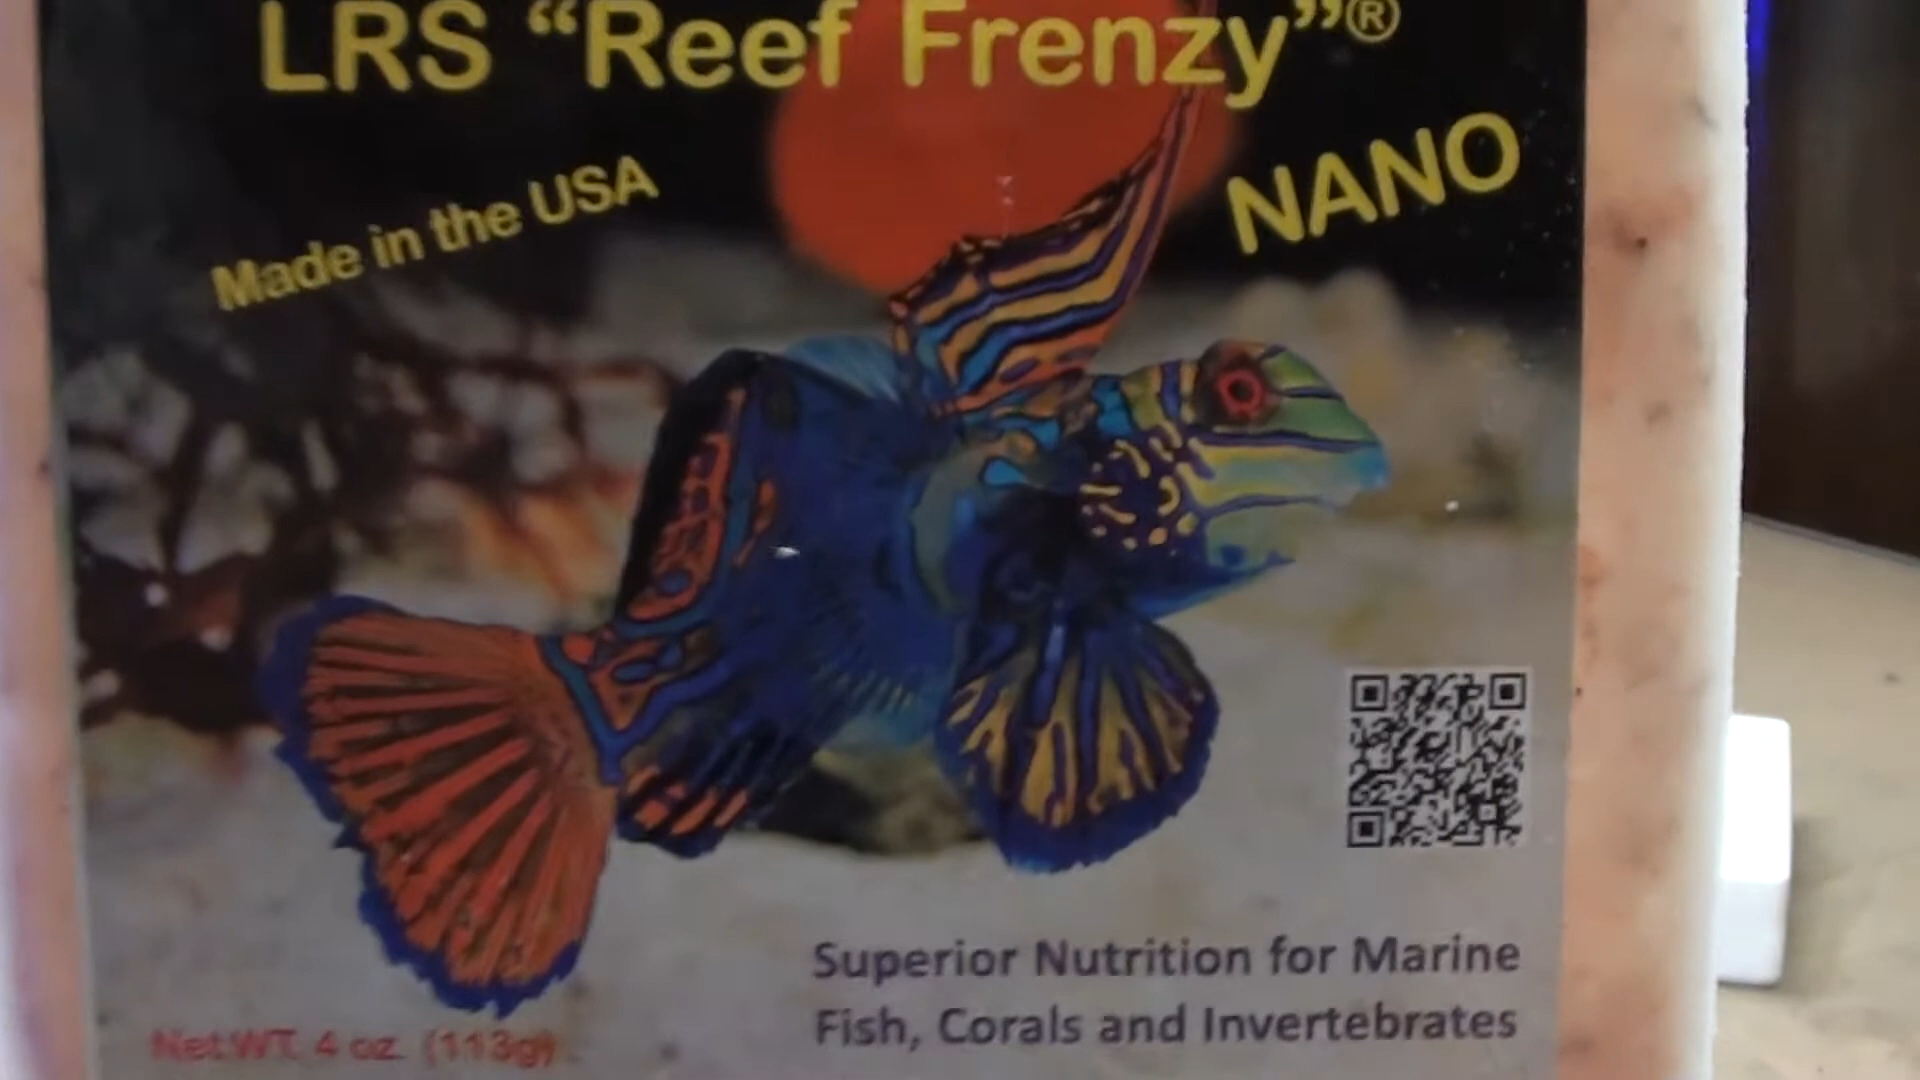 LRS “Reef Frenzy”®
NANO
Made in the USA
Superior Nutrition for Marine
Fish, Corals and Invertebrates
Net WT. 4 oz. (113g)